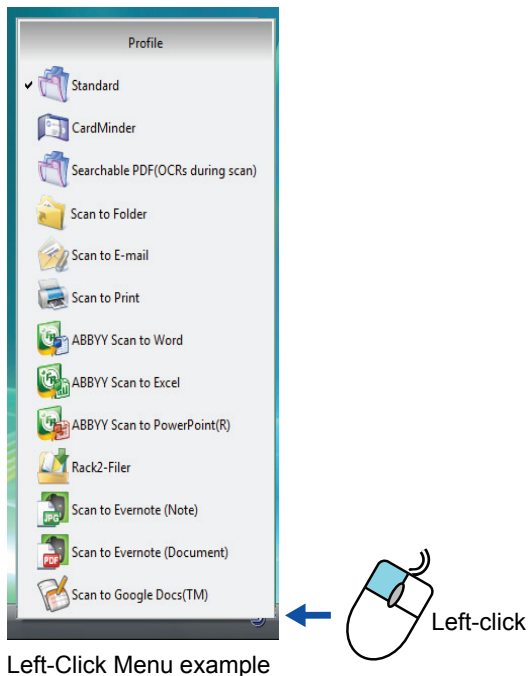 Profile
Standard
CardMinder
Searchable PDF(OCRs during scan)
Scan to Folder
Scan to E-mail
Scan to Print
ABBYY Scan to Word
ABBYY Scan to Excel
ABBYY Scan to PowerPoint(R)
Rack2-Filer
JPG
Scan to Evernote (Note)
PDF
Scan to Evernote (Document)
Scan to Google Docs(TM)
Left-click
Left-Click Menu example